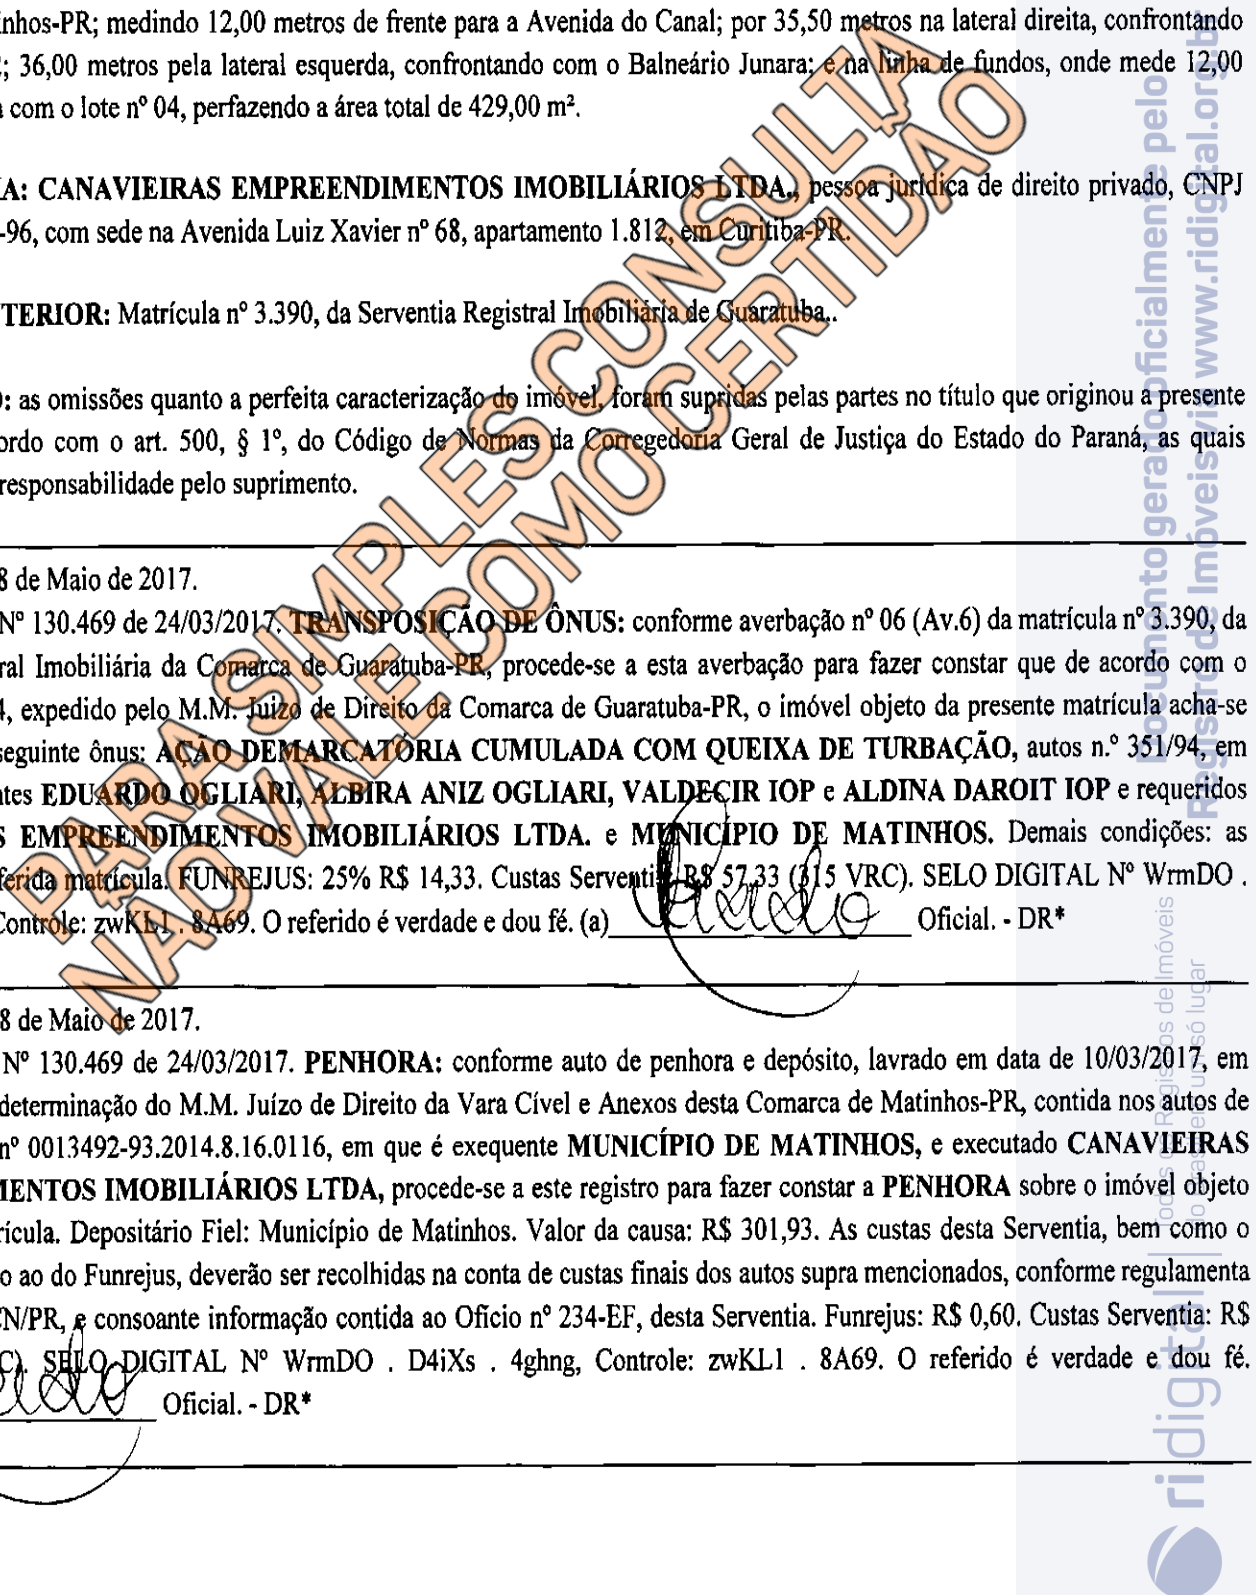 inhos-PR; medindo 12,00 metros de frente para a Avenida do Canal; por 35,50 metros na lateral direita, confrontando
; 36,00 metros pela lateral esquerda, confrontando com o Balneário Junara; e na linha de fundos, onde mede 12,00
com o lote nº 04, perfazendo a área total de 429,00 m².
A: CANAVIEIRAS EMPREENDIMENTOS IMOBILIÁRIOS LTDA., pessoa jurídica de direito privado, CNPJ
-96, com sede na Avenida Luiz Xavier nº 68, apartamento 1.812, em Curitiba-PR.
TERIOR: Matrícula nº 3.390, da Serventia Registral Imobiliária de Guaratuba..
: as omissões quanto a perfeita caracterização do imóvel, foram supridas pelas partes no título que originou a presente
ordo com o art. 500, § 1º, do Código de Normas da Corregedoria Geral de Justiça do Estado do Paraná, as quais
responsabilidade pelo suprimento.
8 de Maio de 2017.
Nº 130.469 de 24/03/2017. TRANSPOSIÇÃO DE ÔNUS: conforme averbação nº 06 (Av.6) da matrícula nº 3.390, da
ral Imobiliária da Comarca de Guaratuba-PR, procede-se a esta averbação para fazer constar que de acordo com o
4, expedido pelo M.M. Juizo de Direito da Comarca de Guaratuba-PR, o imóvel objeto da presente matrícula acha-se
seguinte ônus: AÇÃO DEMARCATÓRIA CUMULADA COM QUEIXA DE TURBAÇÃO, autos n.º 351/94, em
ntes EDUARDO OGLIARI, ALBIRA ANIZ OGLIARI, VALDECIR IOP e ALDINA DAROIT IOP e requeridos
S EMPREENDIMENTOS IMOBILIÁRIOS LTDA. e MUNICÍPIO DE MATINHOS. Demais condições: as
ferida matrícula. FUNREJUS: 25% R$ 14,33. Custas Serventia R$ 57,33 (315 VRC). SELO DIGITAL Nº WrmDO .
Controle: zwKL1 . 8A69. O referido é verdade e dou fé. (a) Oficial. - DR*
8 de Maio de 2017.
Nº 130.469 de 24/03/2017. PENHORA: conforme auto de penhora e depósito, lavrado em data de 10/03/2017, em
determinação do M.M. Juízo de Direito da Vara Cível e Anexos desta Comarca de Matinhos-PR, contida nos autos de
nº 0013492-93.2014.8.16.0116, em que é exequente MUNICÍPIO DE MATINHOS, e executado CANAVIEIRAS
MENTOS IMOBILIÁRIOS LTDA, procede-se a este registro para fazer constar a PENHORA sobre o imóvel objeto
rícula. Depositário Fiel: Município de Matinhos. Valor da causa: R$ 301,93. As custas desta Serventia, bem como o
o ao do Funrejus, deverão ser recolhidas na conta de custas finais dos autos supra mencionados, conforme regulamenta
CN/PR, e consoante informação contida ao Ofício nº 234-EF, desta Serventia. Funrejus: R$ 0,60. Custas Serventia: R$
C). SELO DIGITAL Nº WrmDO . D4iXs . 4ghng, Controle: zwKL1 . 8A69. O referido é verdade e dou fé.
Oficial. - DR*
PARA SIMPLES CONSULTA
NÃO VALE COMO CERTIDÃO
Documento gerado oficialmente pelo
Registro de Imóveis via www.ridigital.org.br
Todos os Registros de Imóveis
do Brasil em um só lugar
ridigital